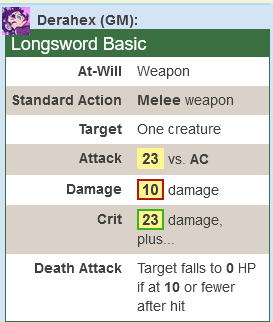 Derahex (GM):
Longsword Basic
At-Will Weapon
Standard Action Melee weapon
Target One creature
Attack 23 vs. AC
Damage 10 damage
Crit 23 damage,
plus...
Death Attack Target falls to 0 HP
if at 10 or fewer
after hit